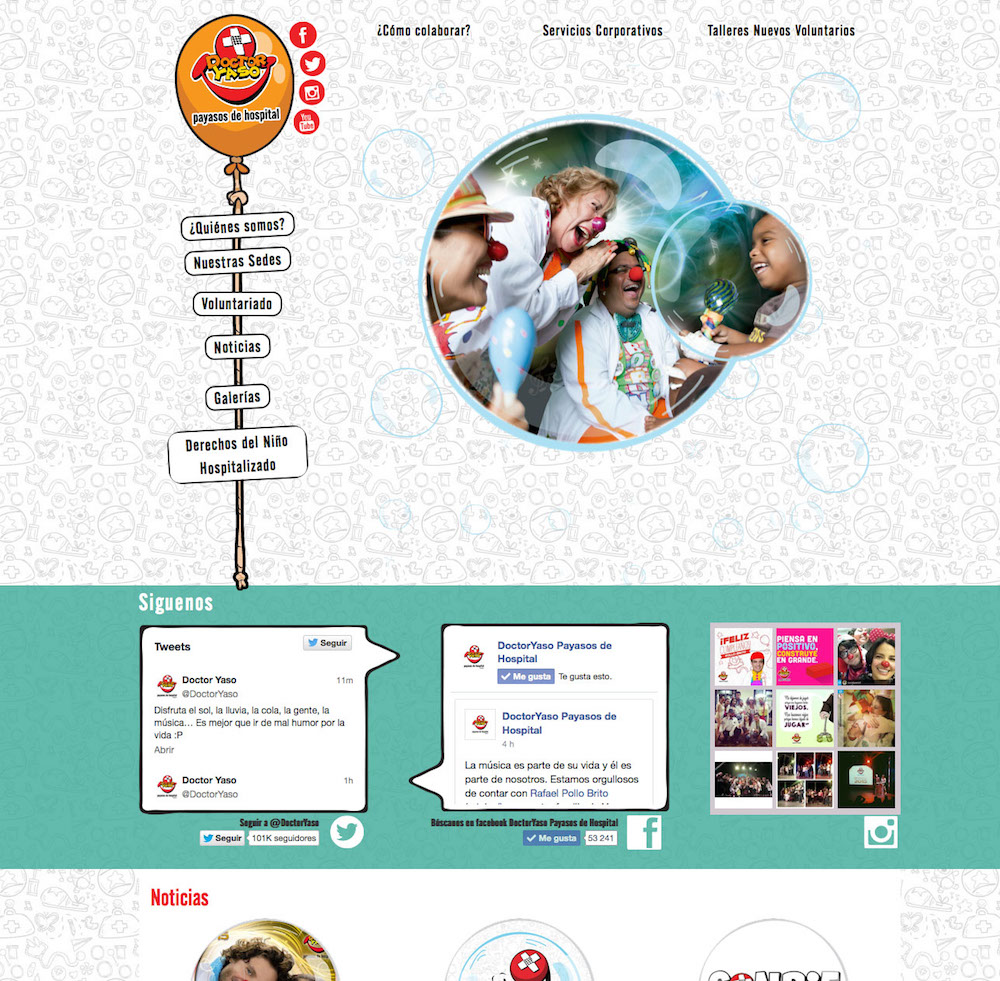 ¿Cómo colaborar?
Servicios Corporativos
Talleres Nuevos Voluntarios
DOCTOR
YASO
payasos de hospital
You
Tube
¿Quiénes somos?
Nuestras Sedes
Voluntariado
Noticias
Galerías
Derechos del Niño
Hospitalizado
Siguenos
Tweets
Seguir
Doctor Yaso
11m
@DoctorYaso
Disfruta el sol, la lluvia, la cola, la gente, la
música... Es mejor que ir de mal humor por la
vida :P
Abrir
Doctor Yaso
1h
@DoctorYaso
Seguir a @DoctorYaso
Seguir
101K seguidores
DoctorYaso Payasos de
Hospital
Me gusta
Te gusta esto.
DoctorYaso Payasos de
Hospital
4 h
La música es parte de su vida y él es
parte de nosotros. Estamos orgullosos
de contar con Rafael Pollo Brito
Búscanos en facebook DoctorYaso Payasos de Hospital
Me gusta
53 241
¡FELIZ
PIENSA EN
POSITIVO,
CONSTRUYE
EN GRANDE.
VIEJOS.
JUGAR
Noticias